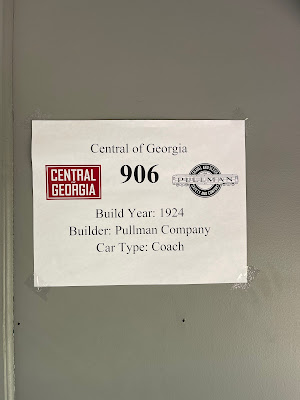 Central of Georgia
CENTRAL
GEORGIA
906
PULLMAN
Build Year: 1924
Builder: Pullman Company
Car Type: Coach